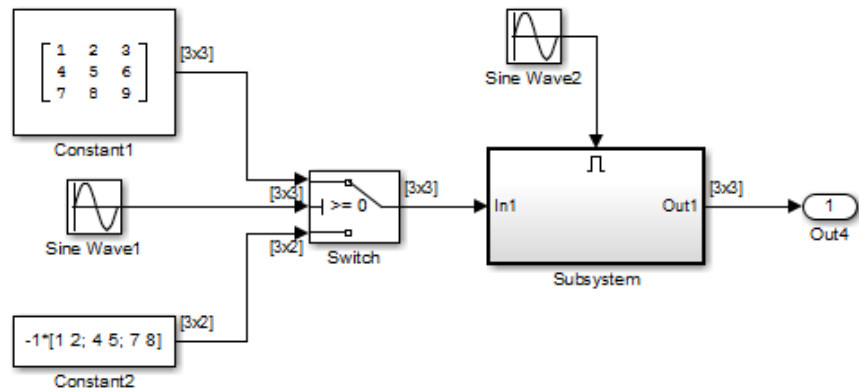 1 2 3
4 5 6
7 8 9
[3x3]
Constant1
Sine Wave2
[3x3]
>= 0
[3x3]
[3x2]
Switch
Sine Wave1
In1
Out1
[3x3]
1
Out4
Subsystem
-1*[1 2; 4 5; 7 8]
[3x2]
Constant2